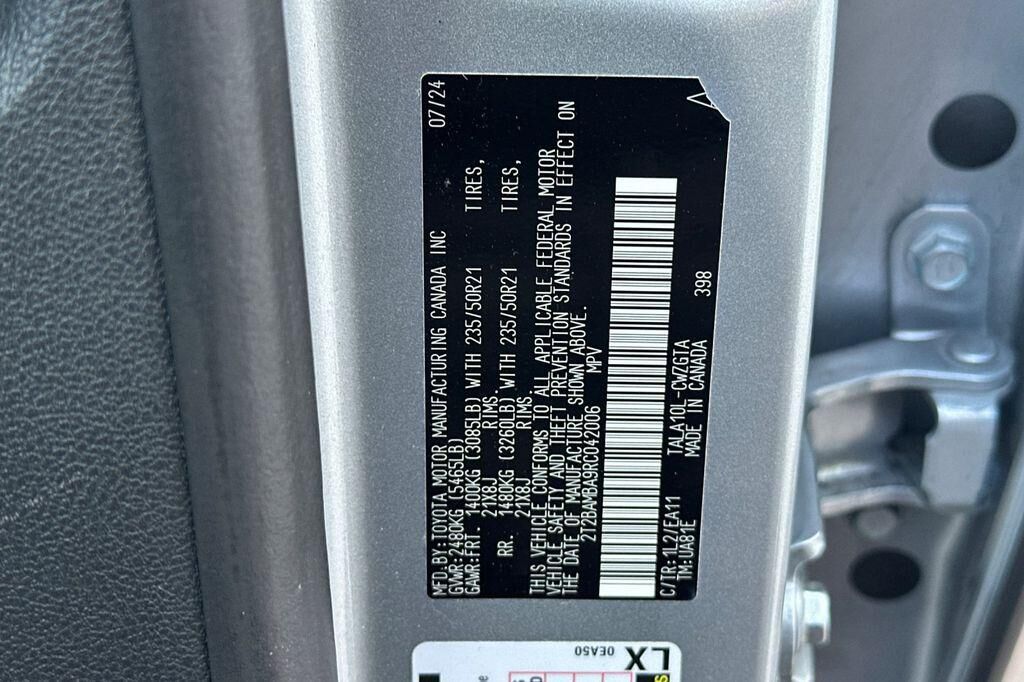 MFD.BY:TOYOTA MOTOR MANUFACTURING CANADA INC 07/24
GVWR:2480KG (5465LB)
GAWR:FRT. 1400KG (3085LB) WITH 235/50R21 TIRES,
21X8J RIMS.
RR. 1480KG (3260LB) WITH 235/50R21 TIRES,
21X8J RIMS.
THIS VEHICLE CONFORMS TO ALL APPLICABLE FEDERAL MOTOR
VEHICLE SAFETY AND THEFT PREVENTION STANDARDS IN EFFECT ON
THE DATE OF MANUFACTURE SHOWN ABOVE.
2T2BAMBA9RC042006 MPV
C/TR:1L2/EA11 TALA10L-CWZGTA
TM:UA81E MADE IN CANADA 398
LX
0EA50